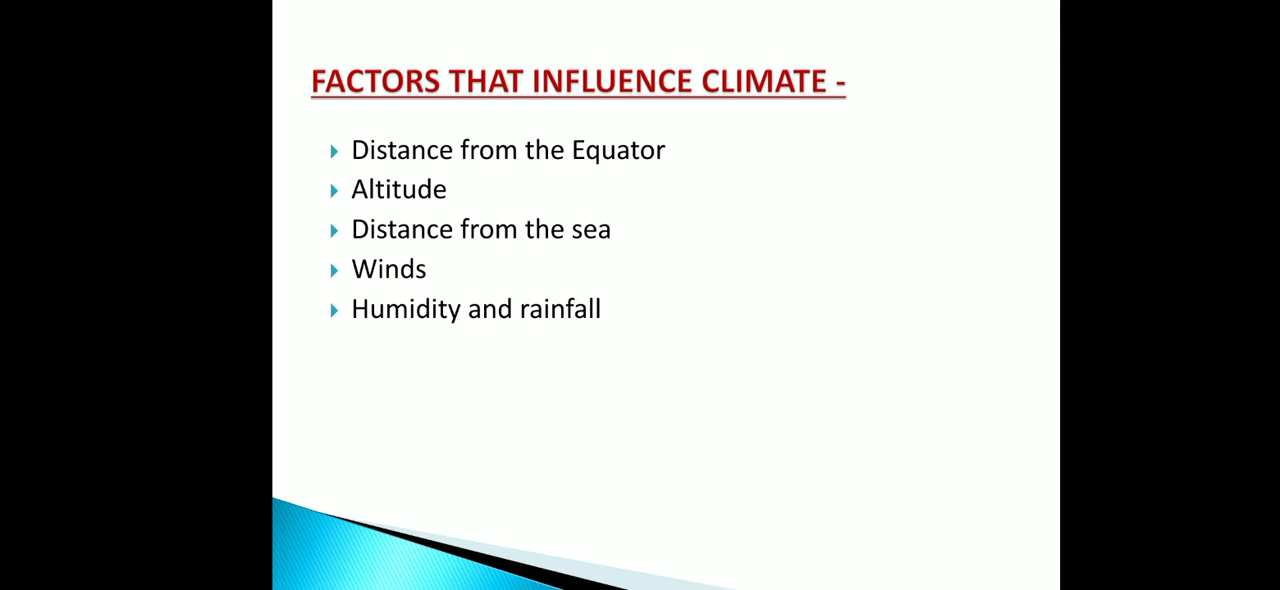 FACTORS THAT INFLUENCE CLIMATE -
Distance from the Equator
Altitude
Distance from the sea
Winds
Humidity and rainfall